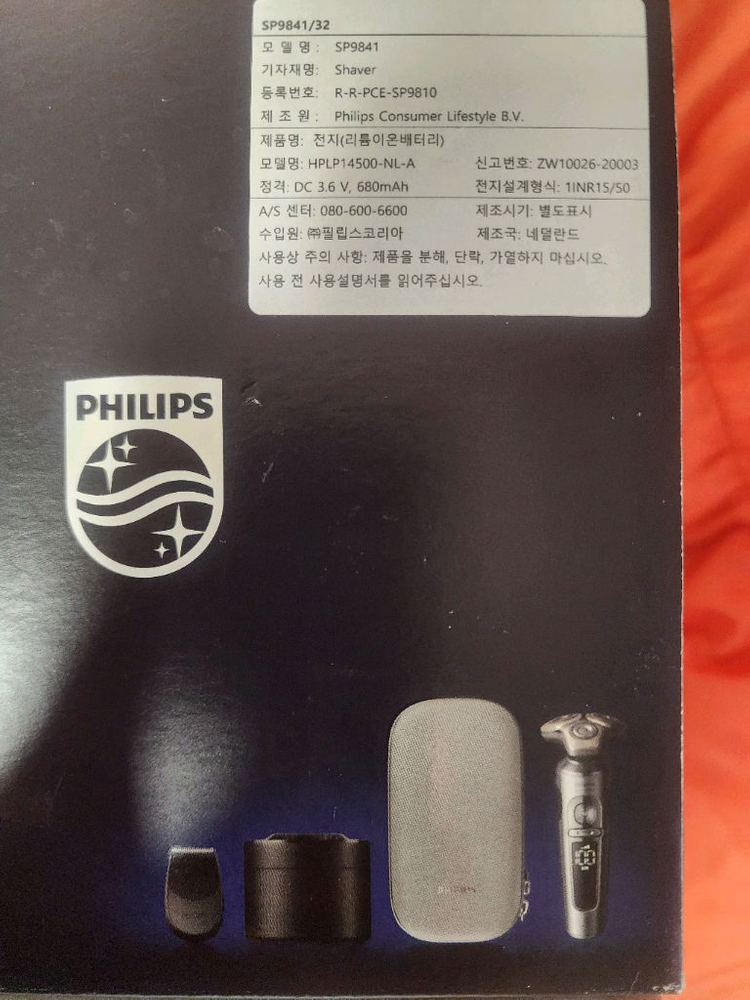 SP9841/32
모 델 명 : SP9841
기자재명: Shaver
등록번호: R-R-PCE-SP9810
제 조 원 : Philips Consumer Lifestyle B.V.
제품명: 전지(리튬이온배터리)
모델명: HPLP14500-NL-A 신고번호: ZW10026-20003
정격: DC 3.6 V, 680mAh 전지설계형식: 1INR15/50
A/S 센터: 080-600-6600 제조시기: 별도표시
수입원: ㈜필립스코리아 제조국: 네덜란드
사용상 주의 사항: 제품을 분해, 단락, 가열하지 마십시오.
사용 전 사용설명서를 읽어주십시오.
PHILIPS
PHILIPS